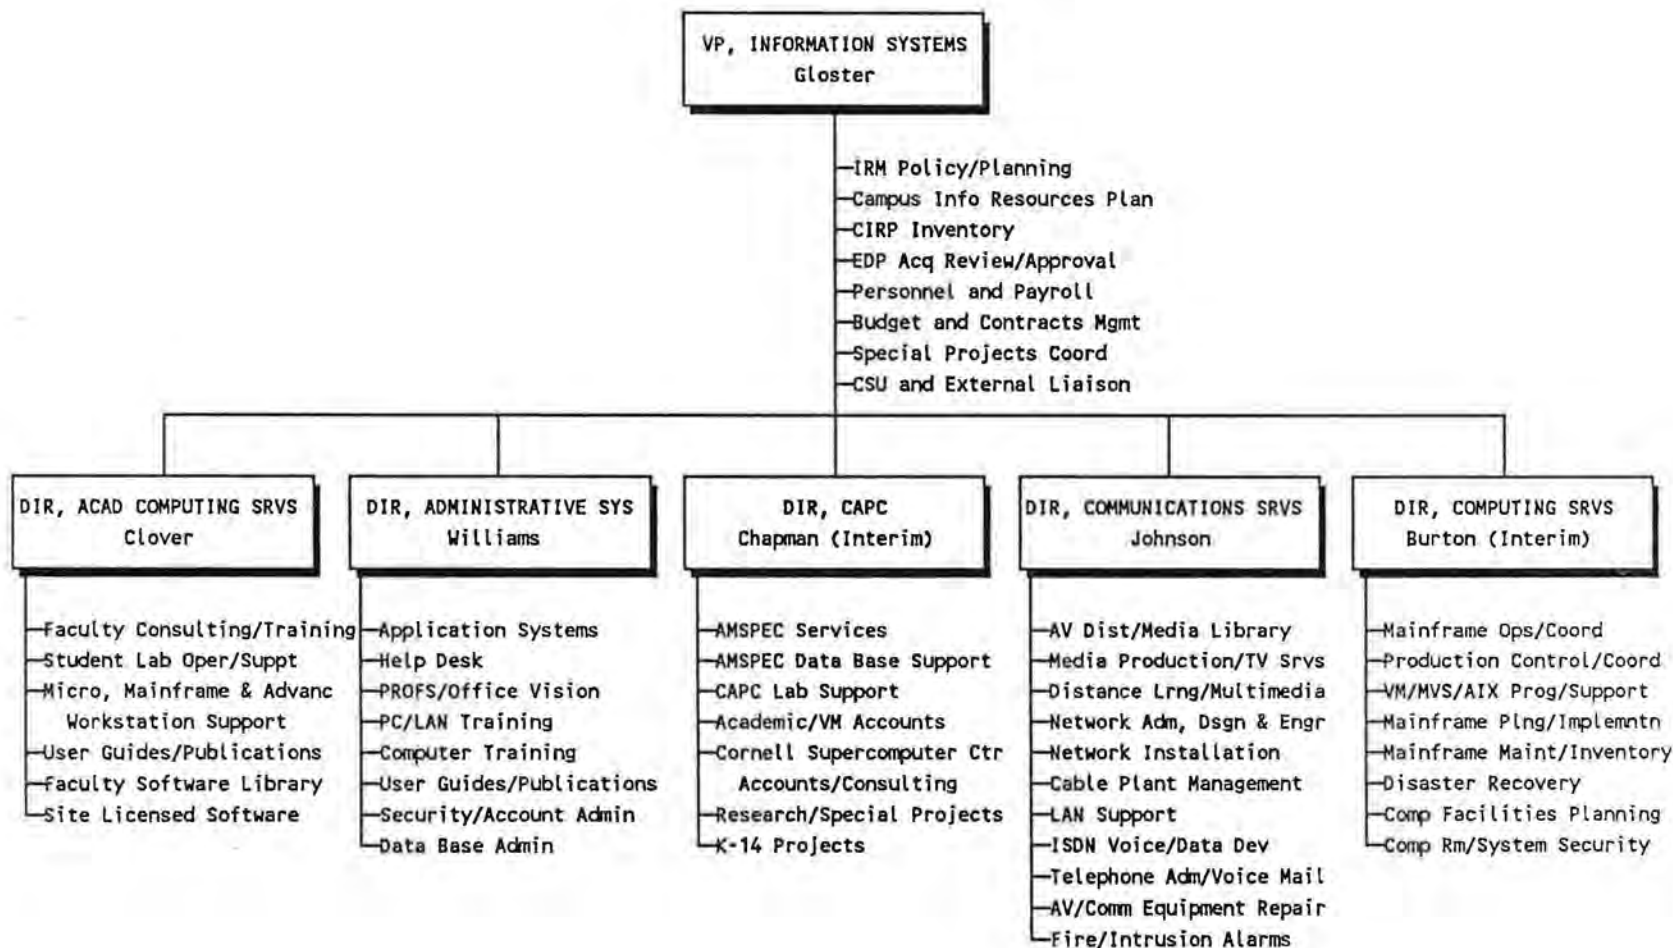 VP, INFORMATION SYSTEMS
Gloster
IRM Policy/Planning
Campus Info Resources Plan
CIRP Inventory
EDP Acq Review/Approval
Personnel and Payroll
Budget and Contracts Mgmt
Special Projects Coord
CSU and External Liaison
DIR, ACAD COMPUTING SRVS
Clover
Faculty Consulting/Training
Student Lab Oper/Suppt
Micro, Mainframe & Advanc
Workstation Support
User Guides/Publications
Faculty Software Library
Site Licensed Software
DIR, ADMINISTRATIVE SYS
Williams
Application Systems
Help Desk
PROFS/Office Vision
PC/LAN Training
Computer Training
User Guides/Publications
Security/Account Admin
Data Base Admin
DIR, CAPC
Chapman (Interim)
AMSPEC Services
AMSPEC Data Base Support
CAPC Lab Support
Academic/VM Accounts
Cornell Supercomputer Ctr
Accounts/Consulting
Research/Special Projects
K-14 Projects
DIR, COMMUNICATIONS SRVS
Johnson
AV Dist/Media Library
Media Production/TV Srvs
Distance Lrng/Multimedia
Network Adm, Dsgn & Engr
Network Installation
Cable Plant Management
LAN Support
ISDN Voice/Data Dev
Telephone Adm/Voice Mail
AV/Comm Equipment Repair
Fire/Intrusion Alarms
DIR, COMPUTING SRVS
Burton (Interim)
Mainframe Ops/Coord
Production Control/Coord
VM/MVS/AIX Prog/Support
Mainframe Plng/Implemntn
Mainframe Maint/Inventory
Disaster Recovery
Comp Facilities Planning
Comp Rm/System Security